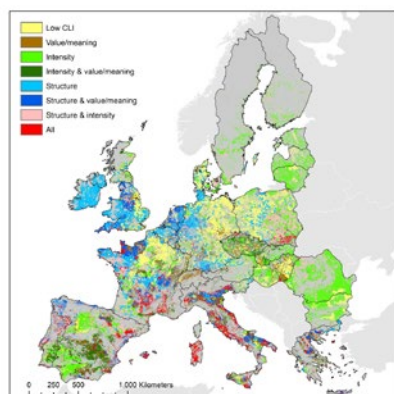 Low CLI
Value/meaning
Intensity
Intensity & value/meaning
Structure
Structure & value/meaning
Structure & intensity
All
0 250 500 1,000 Kilometers